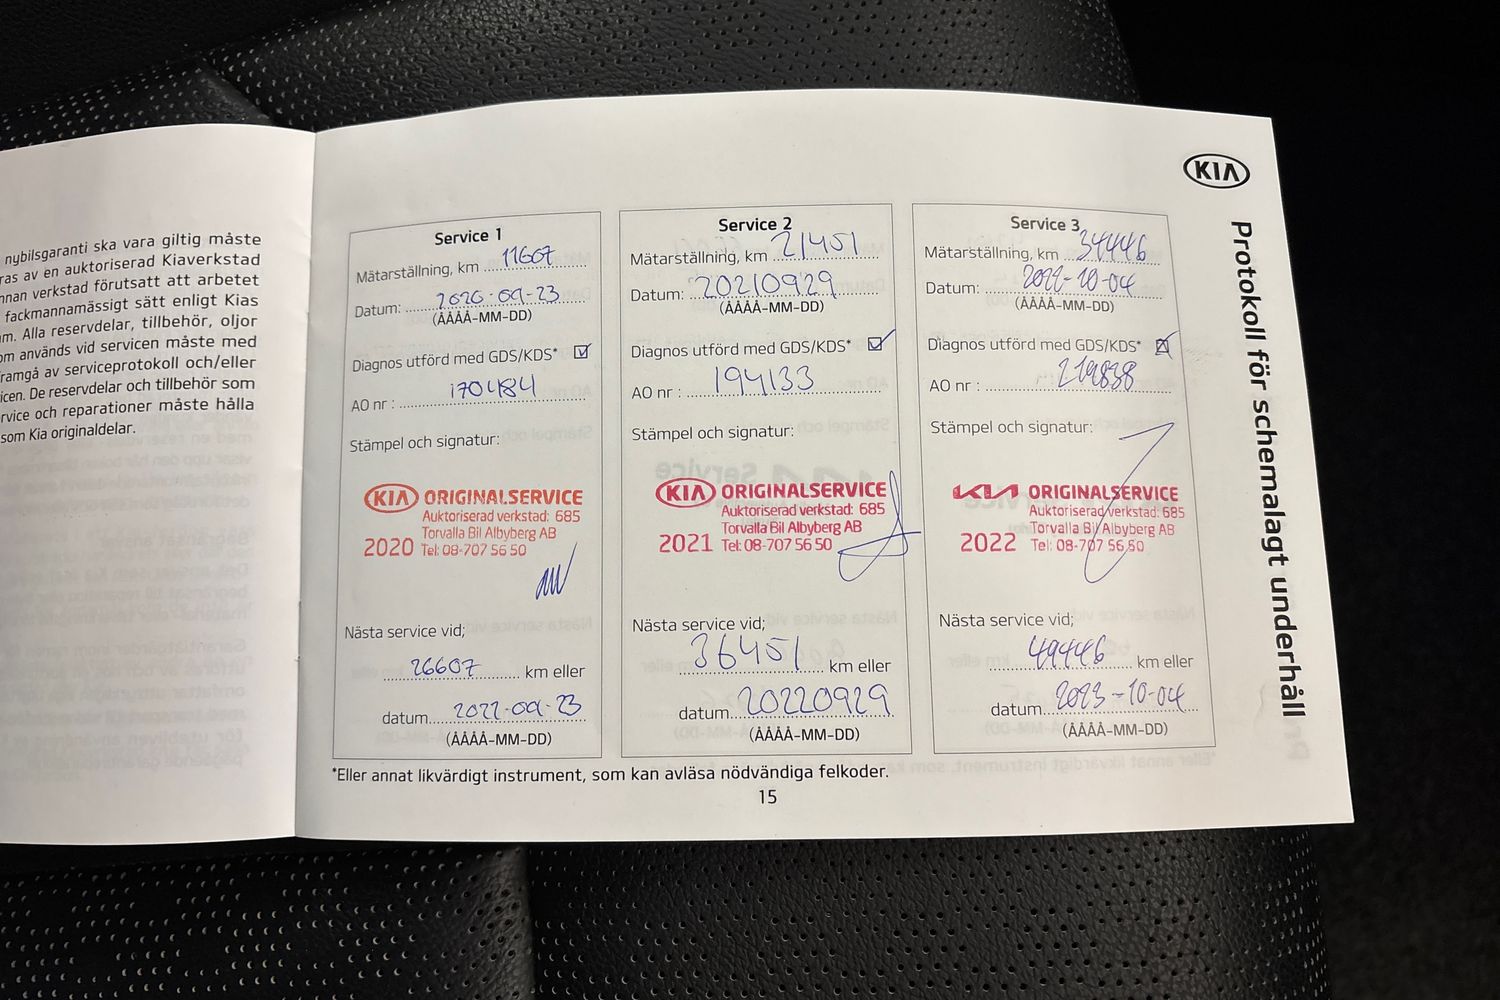 nybilsgaranti ska vara giltig måste
ras av en auktoriserad Kiaverkstad
nnan verkstad förutsatt att arbetet
fackmannamässigt sätt enligt Kias
m. Alla reservdelar, tillbehör, oljor
om används vid servicen måste med
ramgå av serviceprotokoll och/eller
icen. De reservdelar och tillbehör som
rvice och reparationer måste hålla
som Kia originaldelar.
KIA
Protokoll för schemalagt underhåll
Service 1
Mätarställning, km 11607
Datum: 2020-09-23
(ÅÅÅÅ-MM-DD)
Diagnos utförd med GDS/KDS*
AO nr : 170484
Stämpel och signatur:
KIA ORIGINALSERVICE
Auktoriserad verkstad: 685
Torvalla Bil Albyberg AB
2020 Tel: 08-707 56 50
Nästa service vid;
26607 km eller
datum 2022-09-23
(ÅÅÅÅ-MM-DD)
Service 2
Mätarställning, km 21451
Datum: 20210929
(ÅÅÅÅ-MM-DD)
Diagnos utförd med GDS/KDS*
AO nr : 194133
Stämpel och signatur:
KIA ORIGINALSERVICE
Auktoriserad verkstad: 685
Torvalla Bil Albyberg AB
2021 Tel: 08-707 56 50
Nästa service vid;
36451 km eller
datum 20220929
(ÅÅÅÅ-MM-DD)
Service 3
Mätarställning, km 34446
Datum: 2022-10-04
(ÅÅÅÅ-MM-DD)
Diagnos utförd med GDS/KDS*
AO nr : 219838
Stämpel och signatur:
KIA ORIGINALSERVICE
Auktoriserad verkstad: 685
Torvalla Bil Albyberg AB
2022 Tel: 08-707 56 50
Nästa service vid;
49446 km eller
datum 2023-10-04
(ÅÅÅÅ-MM-DD)
*Eller annat likvärdigt instrument, som kan avläsa nödvändiga felkoder.
15